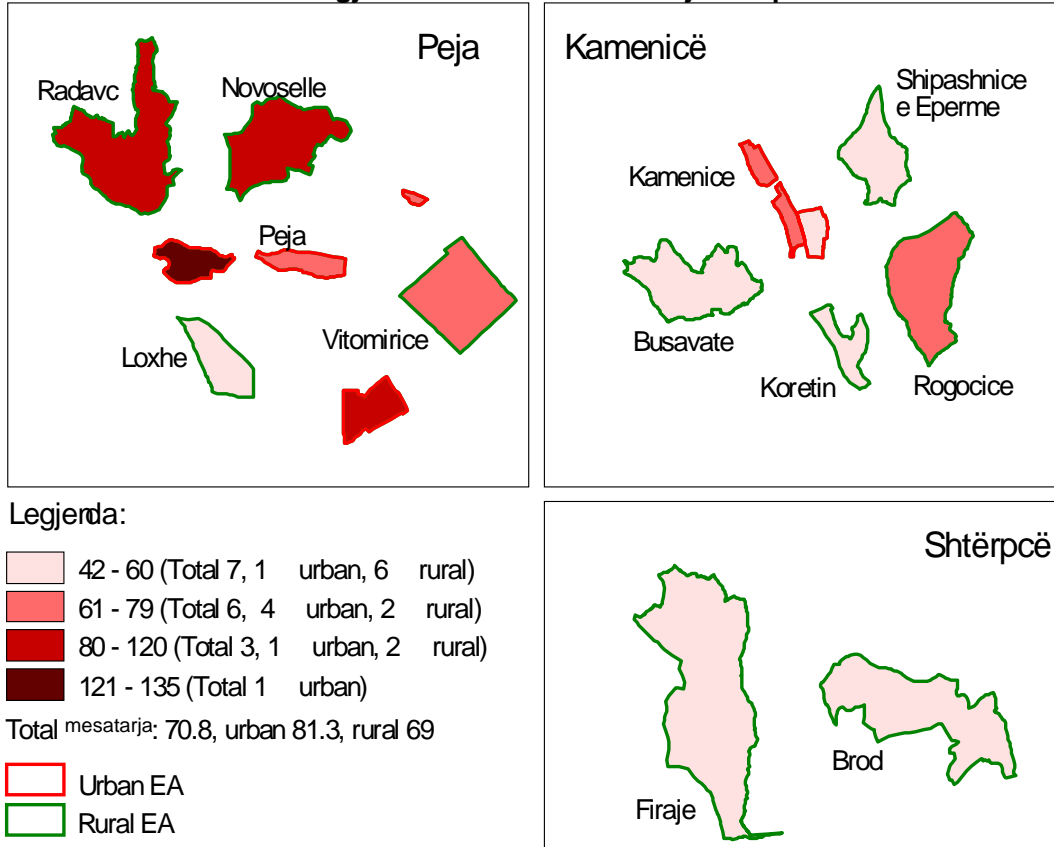 Peja
Radavc
Novoselle
Peja
Loxhe
Vitomirice
Kamenicë
Shipashnice
e Eperme
Kamenice
Busavate
Koretin
Rogocice
Legjenda:
42 - 60 (Total 7, 1 urban, 6 rural)
61 - 79 (Total 6, 4 urban, 2 rural)
80 - 120 (Total 3, 1 urban, 2 rural)
121 - 135 (Total 1 urban)
Total mesatarja: 70.8, urban 81.3, rural 69
Urban EA
Rural EA
Shtërpcë
Firaje
Brod